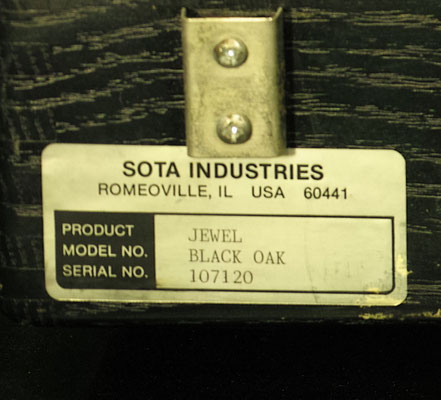 SOTA INDUSTRIES
ROMEOVILLE, IL USA 60441
PRODUCT JEWEL
MODEL NO. BLACK OAK
SERIAL NO. 107120